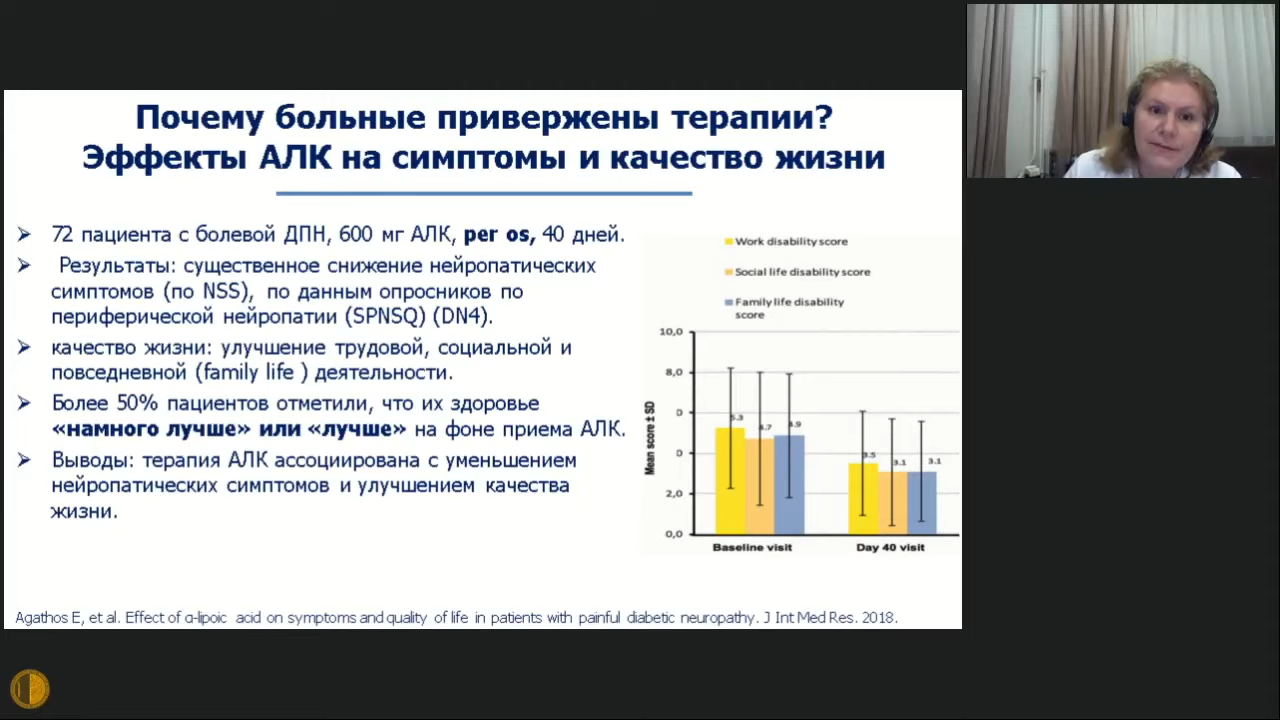 Почему больные привержены терапии?
Эффекты АЛК на симптомы и качество жизни
➢ 72 пациента с болевой ДПН, 600 мг АЛК, per os, 40 дней.
➢ Результаты: существенное снижение нейропатических
симптомов (по NSS), по данным опросников по
периферической нейропатии (SPNSQ) (DN4).
➢ качество жизни: улучшение трудовой, социальной и
повседневной (family life ) деятельности.
➢ Более 50% пациентов отметили, что их здоровье
«намного лучше» или «лучше» на фоне приема АЛК.
➢ Выводы: терапия АЛК ассоциирована с уменьшением
нейропатических симптомов и улучшением качества
жизни.
Work disability score
Social life disability score
Family life disability
score
Mean score ± SD
10,0
8,0
0
0
2,0
0,0
5.3
4.7
4.9
3.5
3.1
3.1
Baseline visit
Day 40 visit
Agathos E, et al. Effect of α-lipoic acid on symptoms and quality of life in patients with painful diabetic neuropathy. J Int Med Res. 2018.